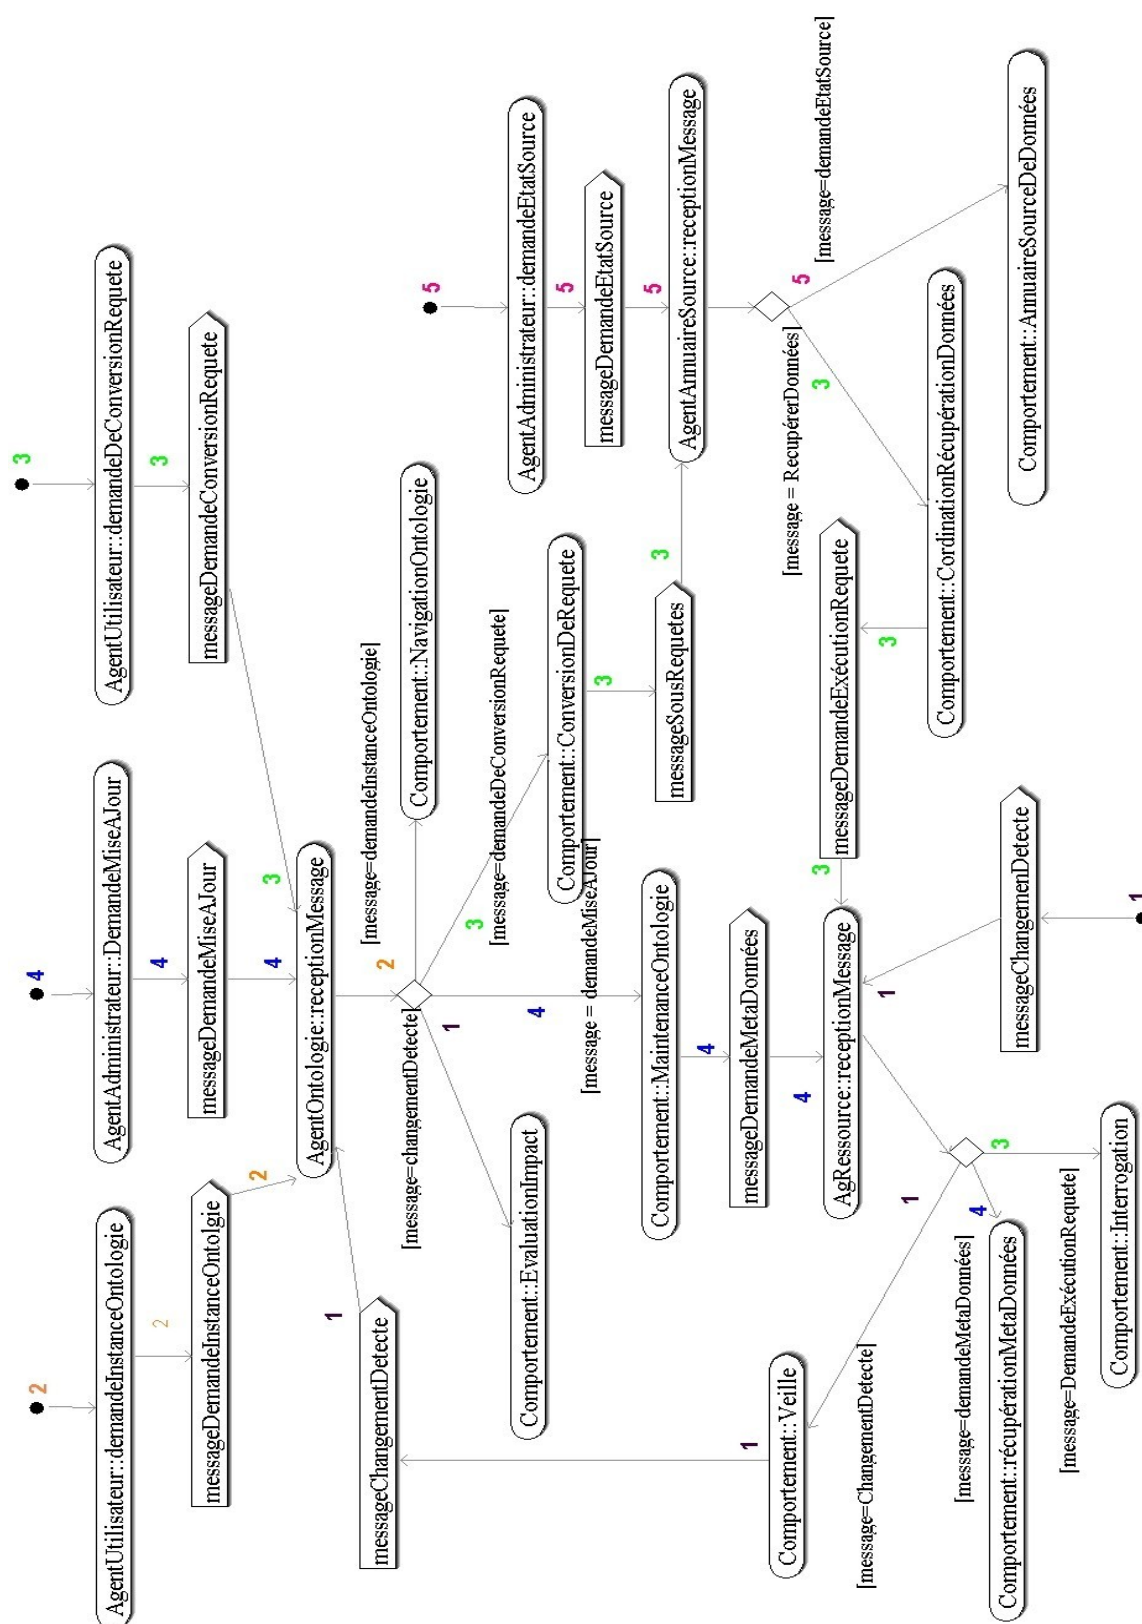 2
4
3
AgentUtilisateur::demandeInstanceOntologie
AgentAdministrateur::DemandeMiseAJour
AgentUtilisateur::demandeDeConversionRequete
2
4
3
messageDemandeInstanceOntolgie
messageDemandeMiseAJour
messageDemandeConversionRequete
2
4
3
AgentOntologie::receptionMessage
1
messageChangementDetecte
[message=demandeInstanceOntologie]
2
[message=changementDetecte]
Comportement::NavigationOntologie
5
1
3
[message=demandeDeConversionRequete]
Comportement::EvaluationImpact
4
AgentAdministrateur::demandeEtatSource
Comportement::ConversionDeRequete
5
[message = demandeMiseAJour]
3
messageDemandeEtatSource
Comportement::MaintenanceOntologie
messageSousRequetes
3
5
4
AgentAnnuaireSource::receptionMessage
1
messageDemandeMetaDonnées
Comportement::Veille
4
[message = RecupérerDonnées]
5
3
3
[message=demandeEtatSource]
AgRessource::receptionMessage
messageDemandeExécutionRequete
[message=ChangementDetecte]
1
1
3
Comportement::CordinationRécupérationDonnées
[message=demandeMetaDonnées]
4
3
Comportement::récupérationMetaDonnées
messageChangemenDetecte
Comportement::AnnuaireSourceDeDonnées
[message=DemandeExécutionRequete]
Comportement::Interrogation
1